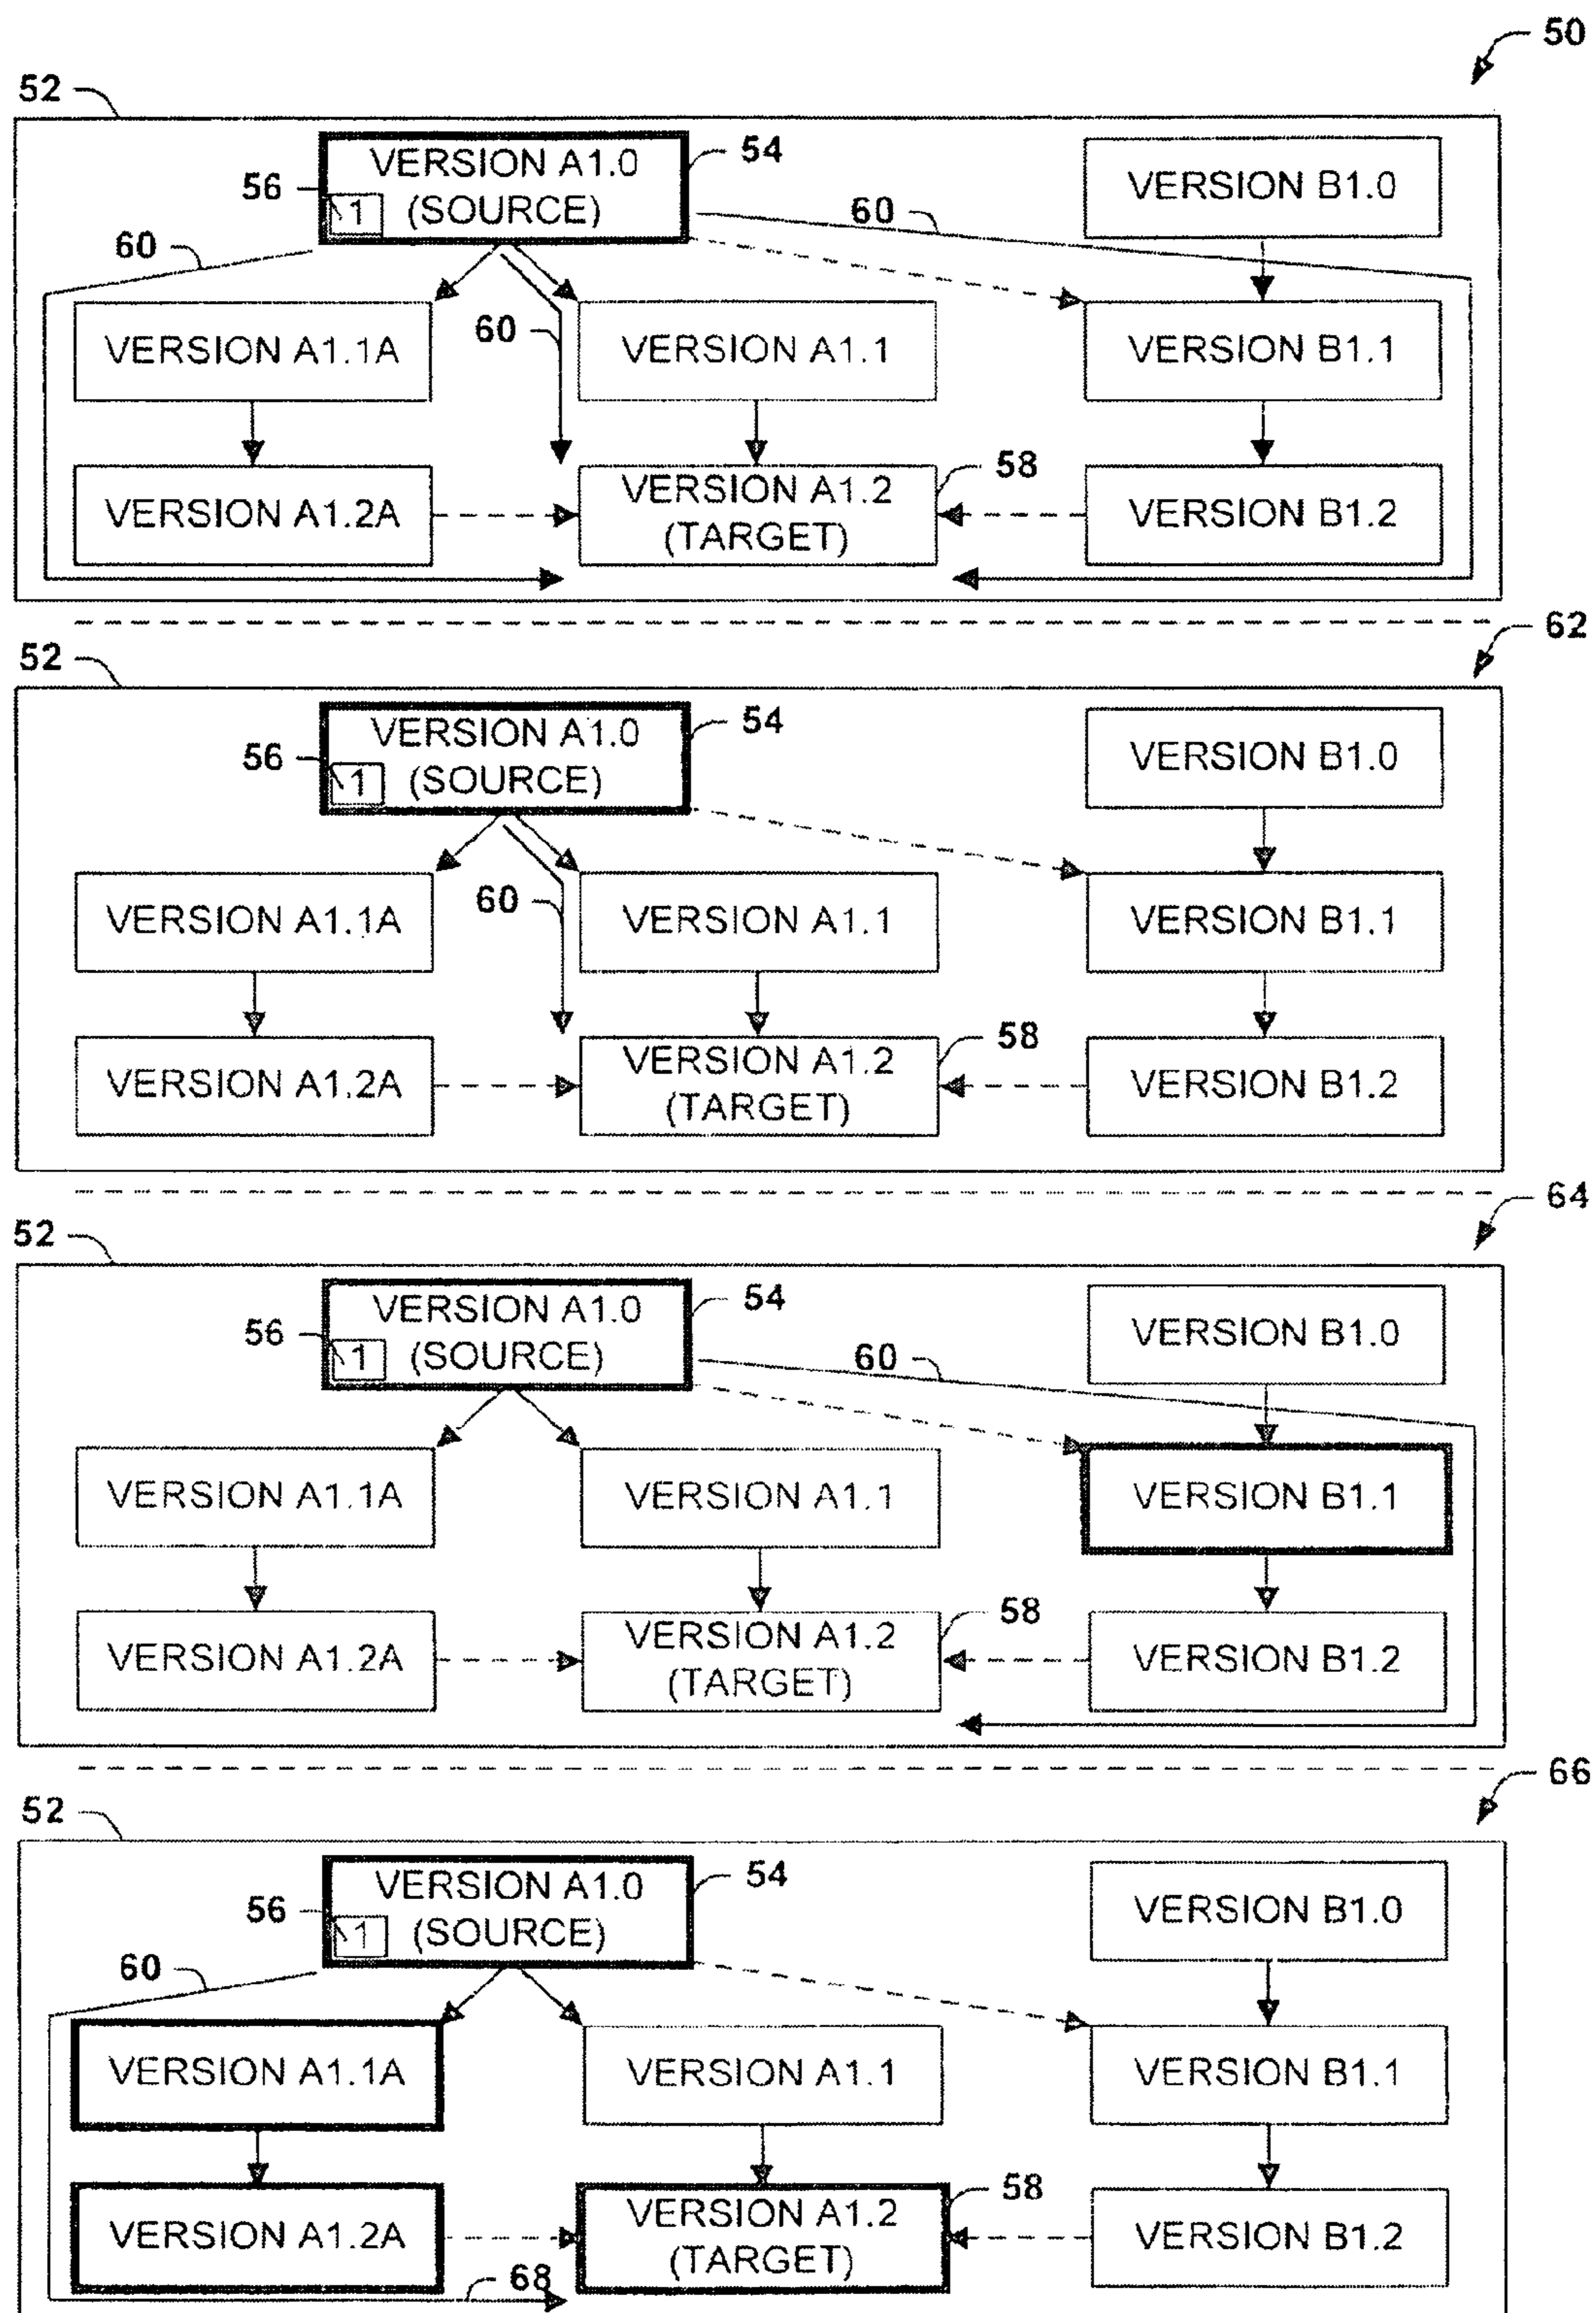 50
52
VERSION A1.0
(SOURCE)
54
56
1
VERSION B1.0
60
60
VERSION A1.1A
60
VERSION A1.1
VERSION B1.1
VERSION A1.2A
VERSION A1.2
(TARGET)
58
VERSION B1.2
62
52
VERSION A1.0
(SOURCE)
54
56
1
VERSION B1.0
VERSION A1.1A
60
VERSION A1.1
VERSION B1.1
VERSION A1.2A
VERSION A1.2
(TARGET)
58
VERSION B1.2
64
52
VERSION A1.0
(SOURCE)
54
56
1
60
VERSION B1.0
VERSION A1.1A
VERSION A1.1
VERSION B1.1
VERSION A1.2A
VERSION A1.2
(TARGET)
58
VERSION B1.2
66
52
VERSION A1.0
(SOURCE)
54
56
1
VERSION B1.0
60
VERSION A1.1A
VERSION A1.1
VERSION B1.1
VERSION A1.2A
VERSION A1.2
(TARGET)
58
VERSION B1.2
68